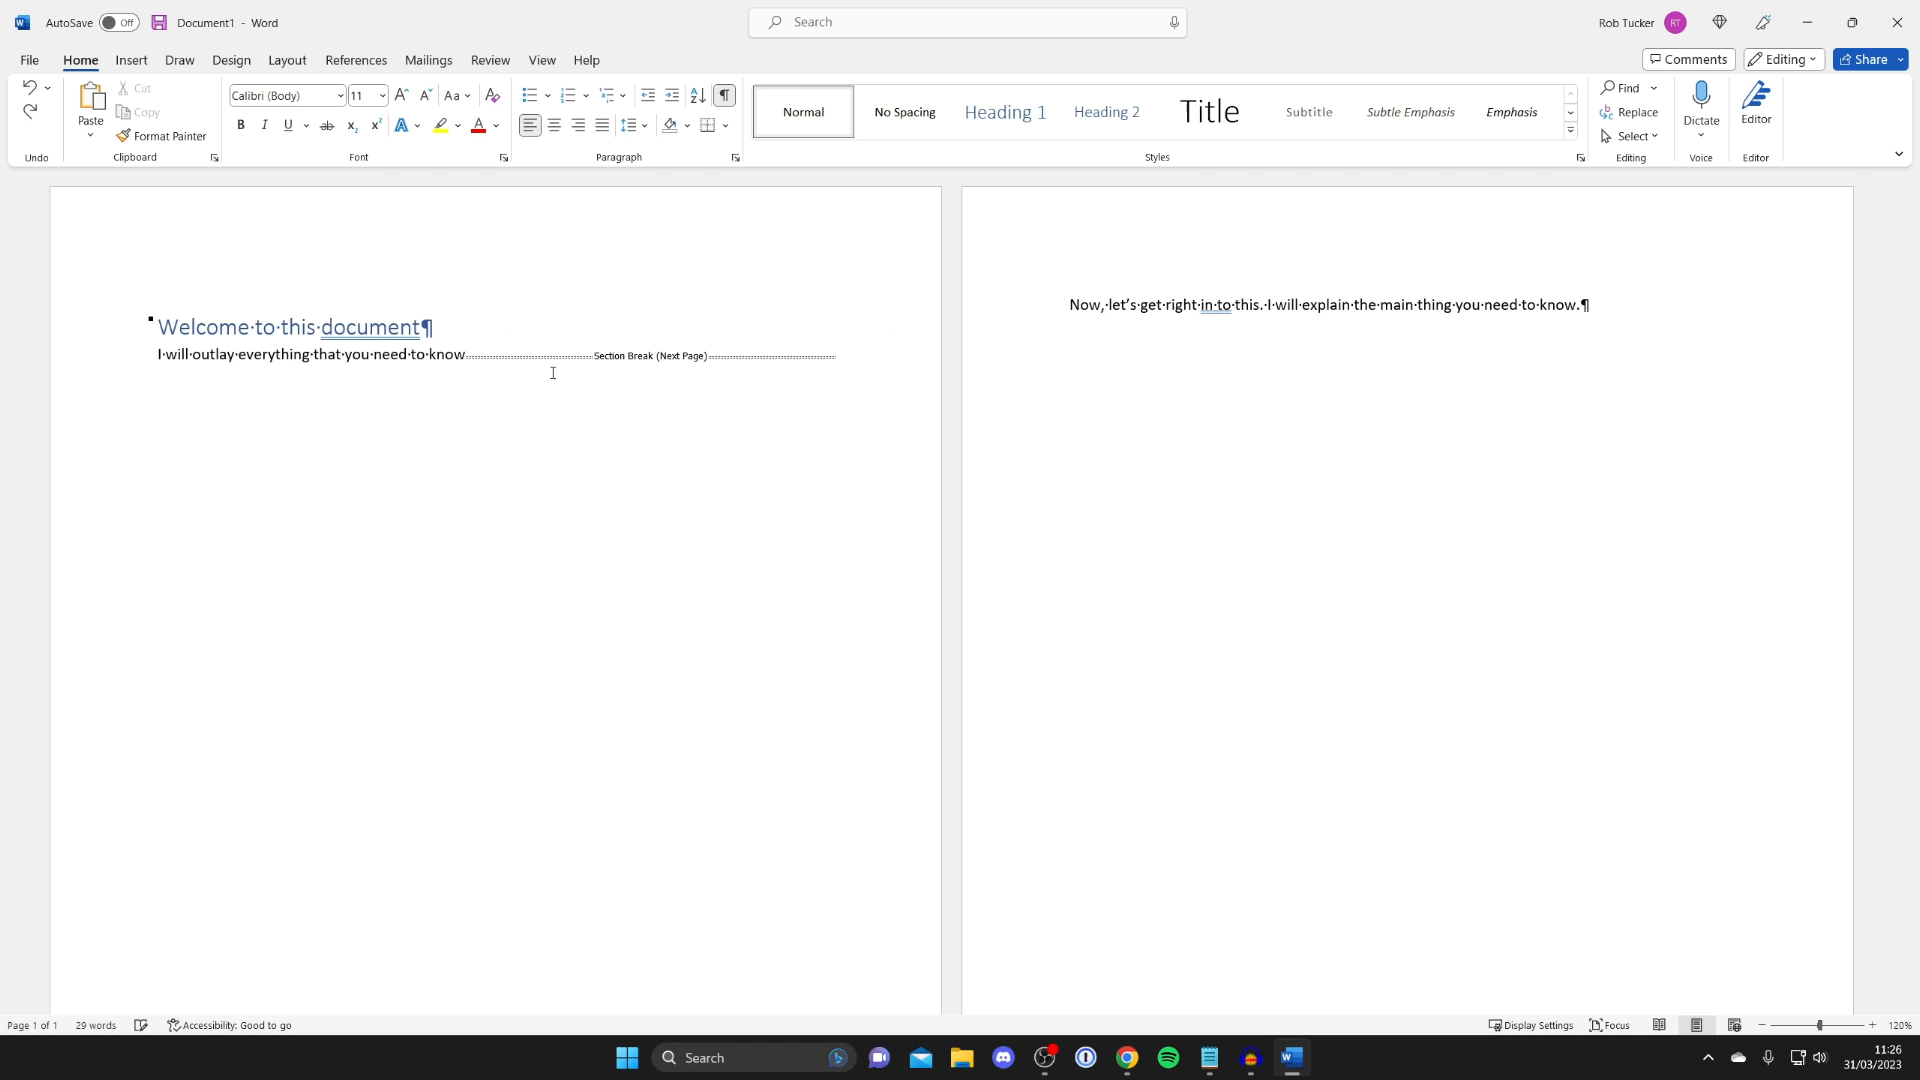 AutoSave Off Document1 - Word Search Rob Tucker RT
File Home Insert Draw Design Layout References Mailings Review View Help Comments Editing Share
Paste Cut Copy Format Painter
Undo Clipboard
Calibri (Body) 11 A A Aa A
B I U ab x₂ x² A A
Font
Paragraph
Normal No Spacing Heading 1 Heading 2 Title Subtitle Subtle Emphasis Emphasis
Styles
Find
Replace
Select
Editing
Dictate
Voice
Editor
Editor
Welcome·to·this·document¶
I·will·outlay·everything·that·you·need·to·know Section Break (Next Page)
Now,·let’s·get·right·in·to·this.·I·will·explain·the·main·thing·you·need·to·know.¶
Page 1 of 1 29 words Accessibility: Good to go Display Settings Focus 120%
Search 11:26
31/03/2023